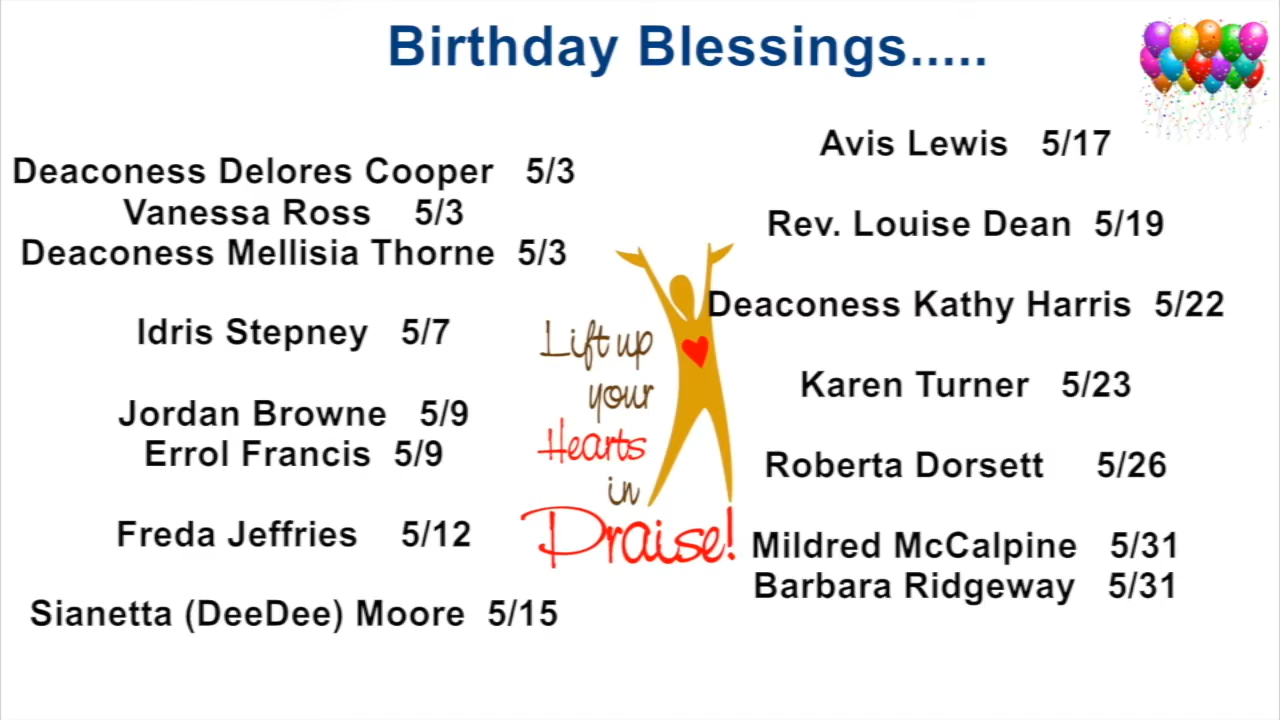 Birthday Blessings.....
Deaconess Delores Cooper 5/3
Vanessa Ross 5/3
Deaconess Mellisia Thorne 5/3
Idris Stepney 5/7
Jordan Browne 5/9
Errol Francis 5/9
Freda Jeffries 5/12
Sianetta (DeeDee) Moore 5/15
Lift up
your
Hearts
in
Praise!
Avis Lewis 5/17
Rev. Louise Dean 5/19
Deaconess Kathy Harris 5/22
Karen Turner 5/23
Roberta Dorsett 5/26
Mildred McCalpine 5/31
Barbara Ridgeway 5/31